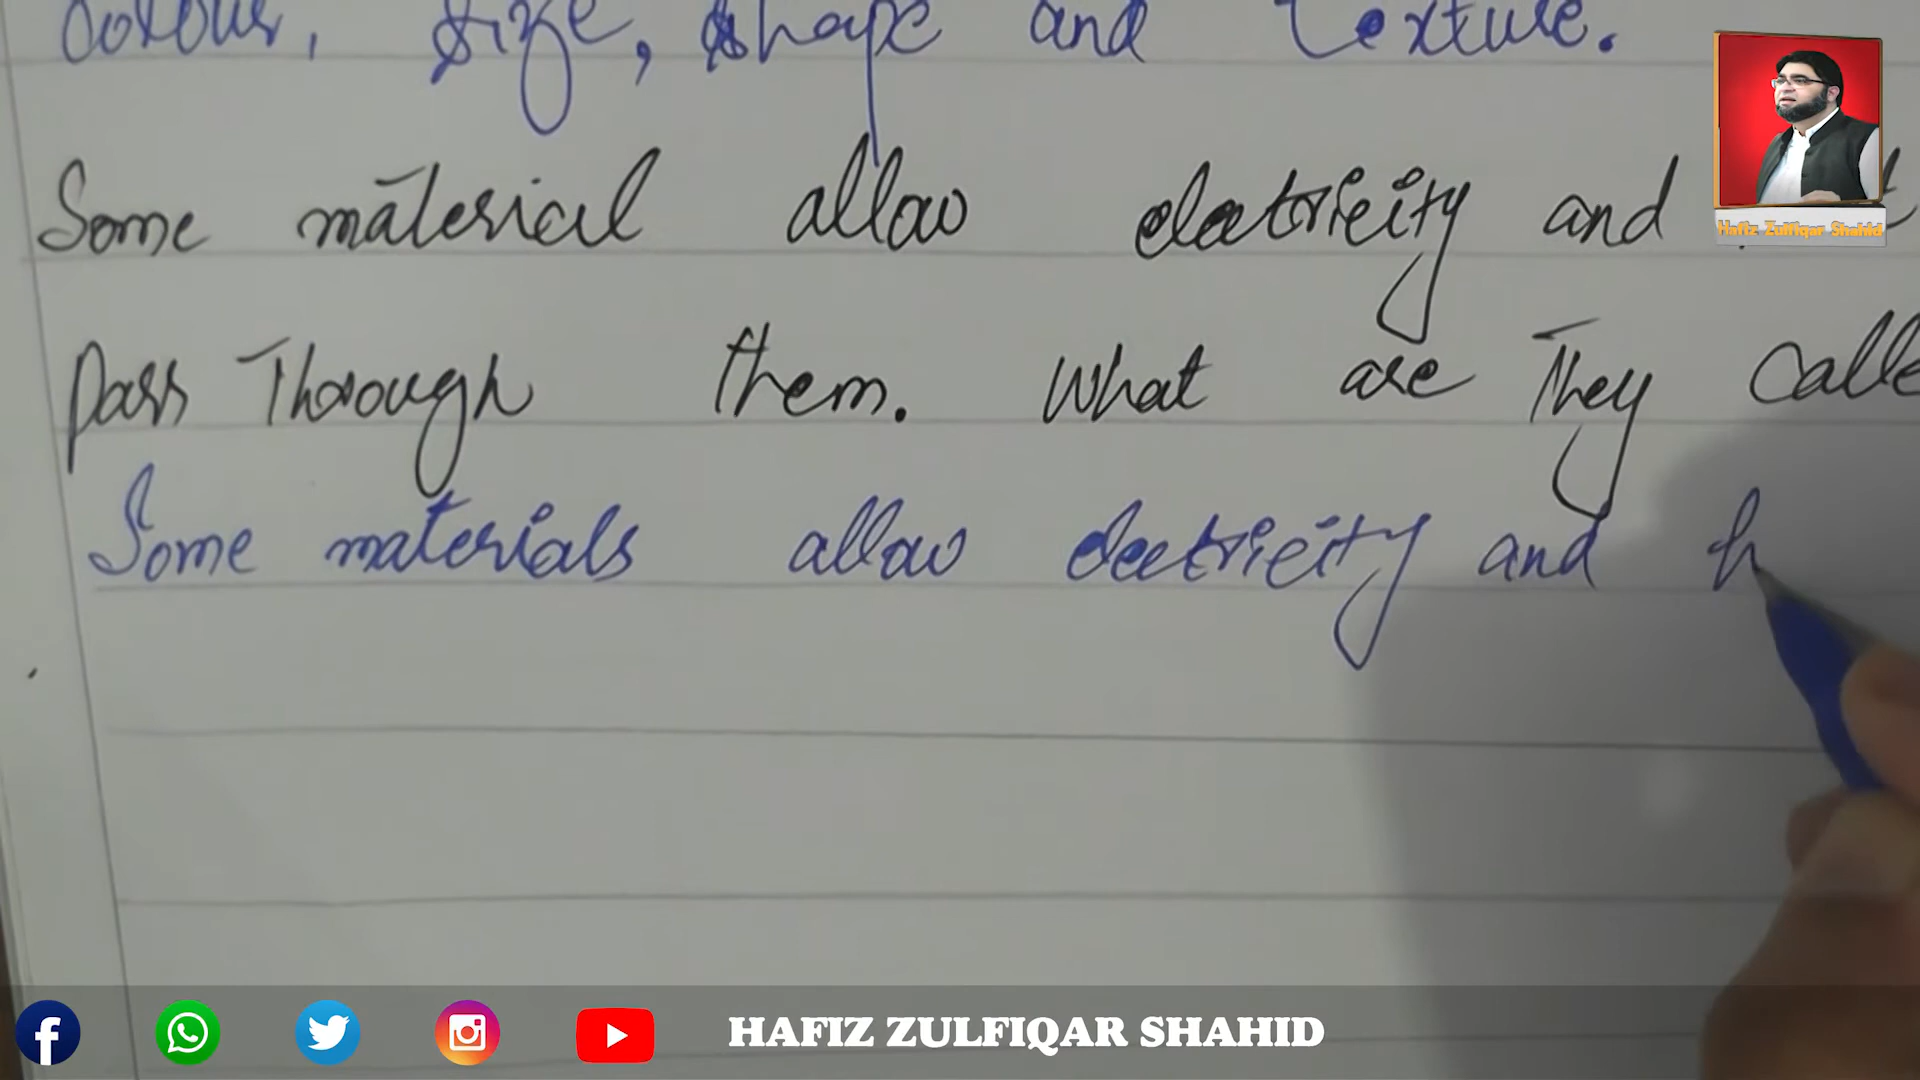 Colour, size, shape and Texture.
Some material allow electricity and
pass Through them. What are They calle
Some materials allow electricity and h
Hafiz Zulfiqar Shahid
HAFIZ ZULFIQAR SHAHID